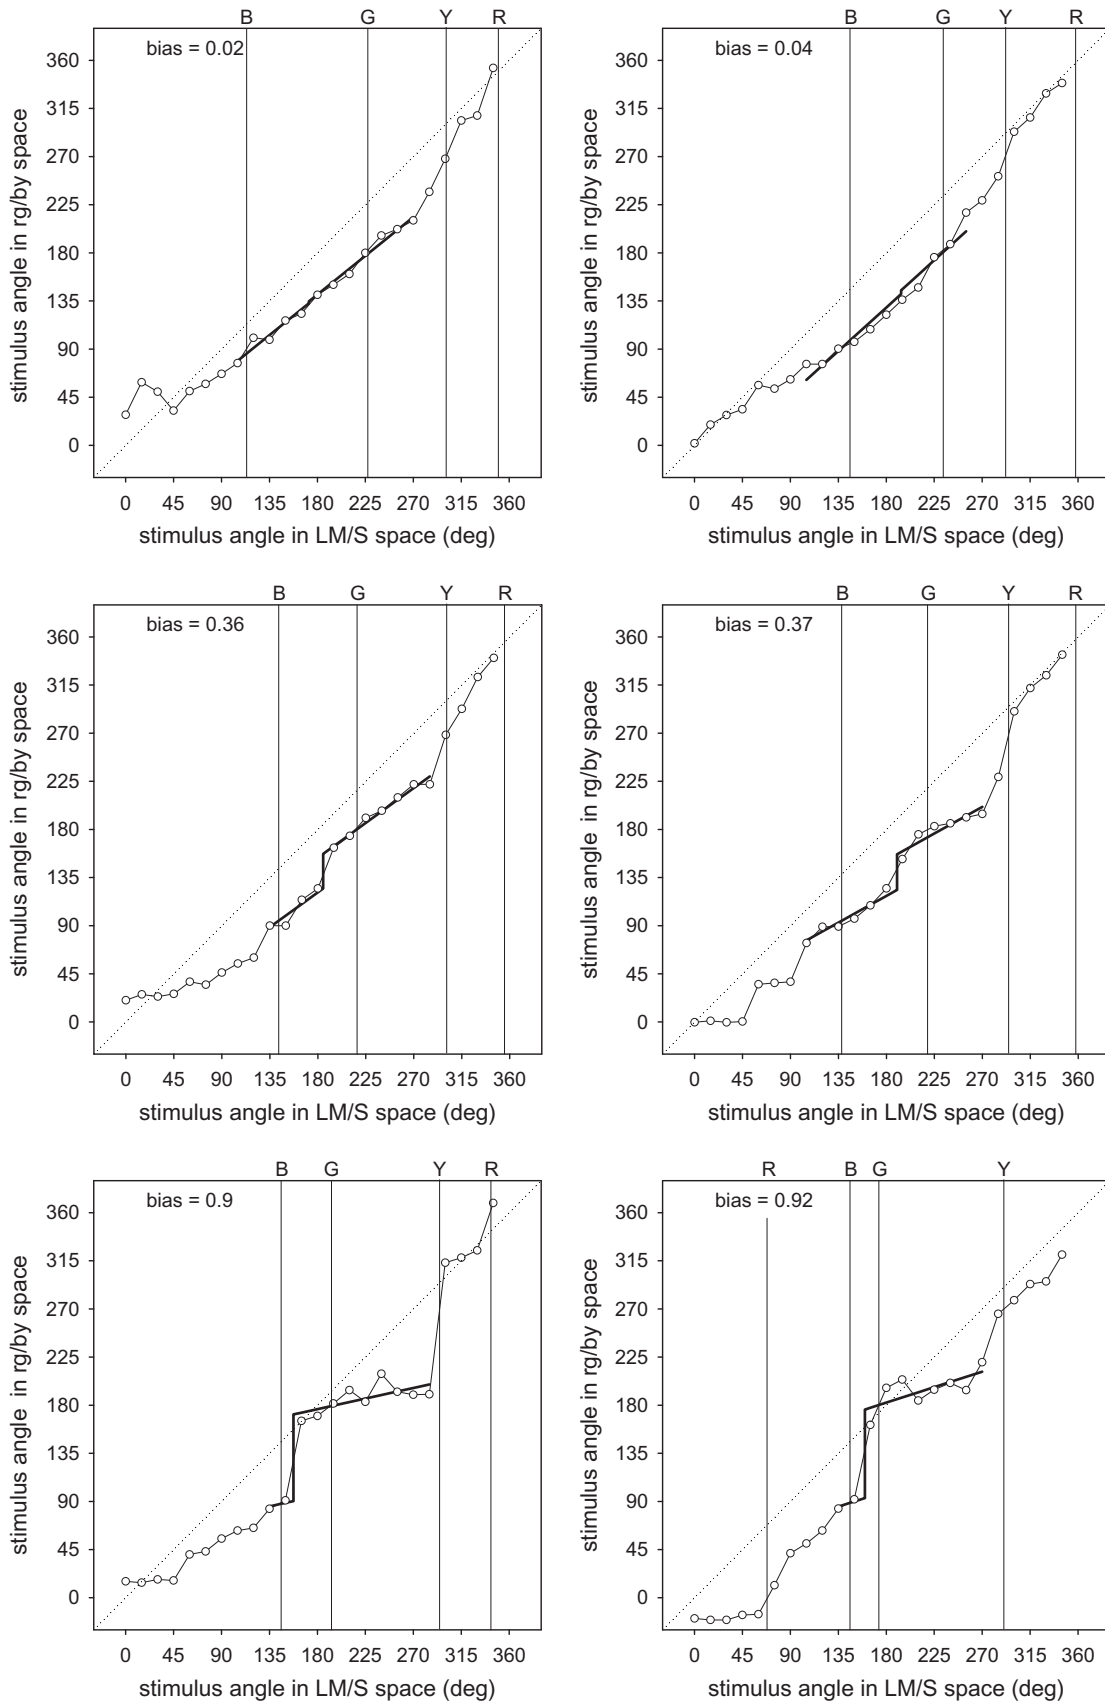 B G Y R
bias = 0.02
360
315
270
225
180
135
90
45
0
stimulus angle in rg/by space
0 45 90 135 180 225 270 315 360
stimulus angle in LM/S space (deg)
B G Y R
bias = 0.04
360
315
270
225
180
135
90
45
0
stimulus angle in rg/by space
0 45 90 135 180 225 270 315 360
stimulus angle in LM/S space (deg)
B G Y R
bias = 0.36
360
315
270
225
180
135
90
45
0
stimulus angle in rg/by space
0 45 90 135 180 225 270 315 360
stimulus angle in LM/S space (deg)
B G Y R
bias = 0.37
360
315
270
225
180
135
90
45
0
stimulus angle in rg/by space
0 45 90 135 180 225 270 315 360
stimulus angle in LM/S space (deg)
B G Y R
bias = 0.9
360
315
270
225
180
135
90
45
0
stimulus angle in rg/by space
0 45 90 135 180 225 270 315 360
stimulus angle in LM/S space (deg)
R B G Y
bias = 0.92
360
315
270
225
180
135
90
45
0
stimulus angle in rg/by space
0 45 90 135 180 225 270 315 360
stimulus angle in LM/S space (deg)